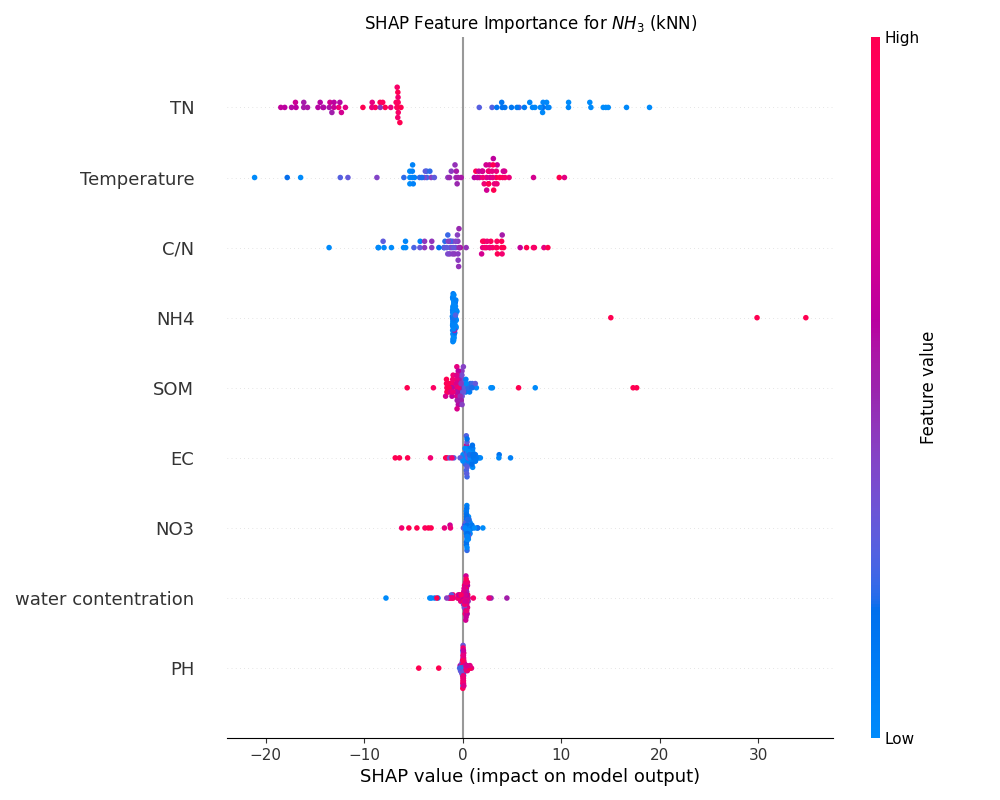 SHAP Feature Importance for NH₃ (kNN)
High
TN
Temperature
C/N
NH4
SOM
EC
NO3
water contentration
PH
Feature value
Low
−20 −10 0 10 20 30
SHAP value (impact on model output)